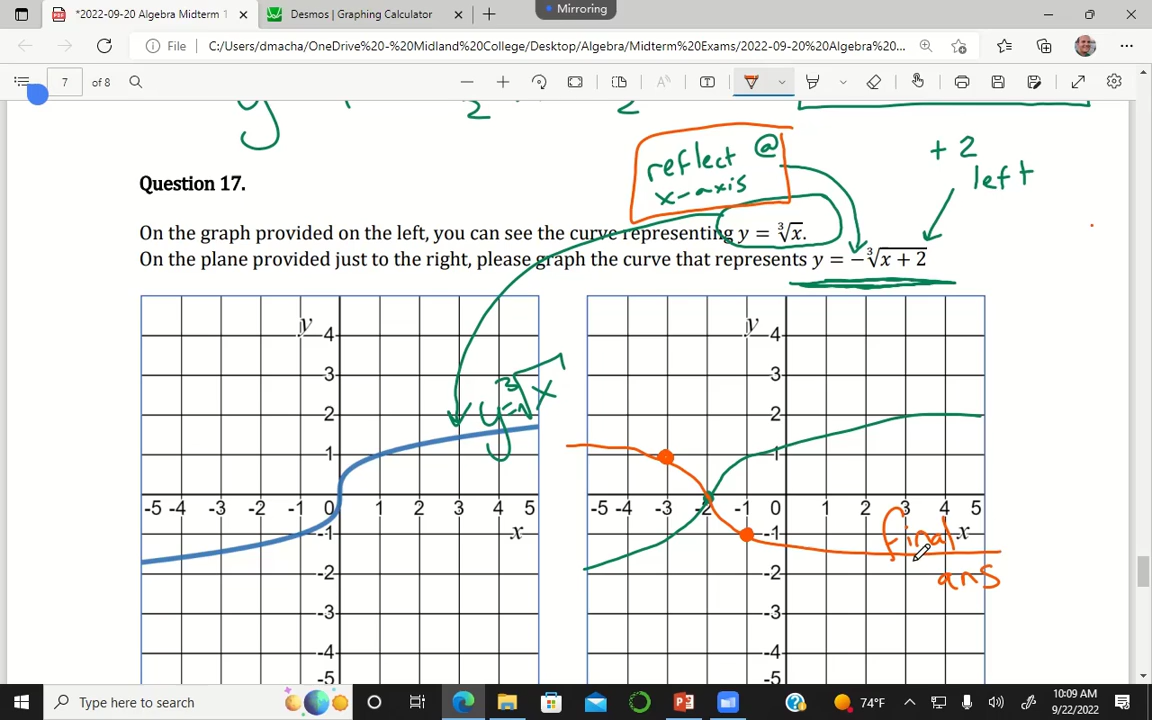 *2022-09-20 Algebra Midterm
Desmos | Graphing Calculator
Mirroring
File
C:/Users/dmacha/OneDrive%20-%20Midland%20College/Desktop/Algebra/Midterm%20Exams/2022-09-20%20Algebra%20...
7 of 8
y 2 2
reflect @
x-axis
+ 2
left
Question 17.
On the graph provided on the left, you can see the curve representing y = ∛x.
On the plane provided just to the right, please graph the curve that represents y = −∛x + 2
y
4
3
2
1
-5 -4 -3 -2 -1 0 1 2 3 4 5
x
-1
-2
-3
-4
-5
y=∛x
y
4
3
2
1
-5 -4 -3 -2 -1 0 1 2 3 4 5
x
-1
-2
-3
-4
-5
final
ans
Type here to search
74°F
10:09 AM
9/22/2022